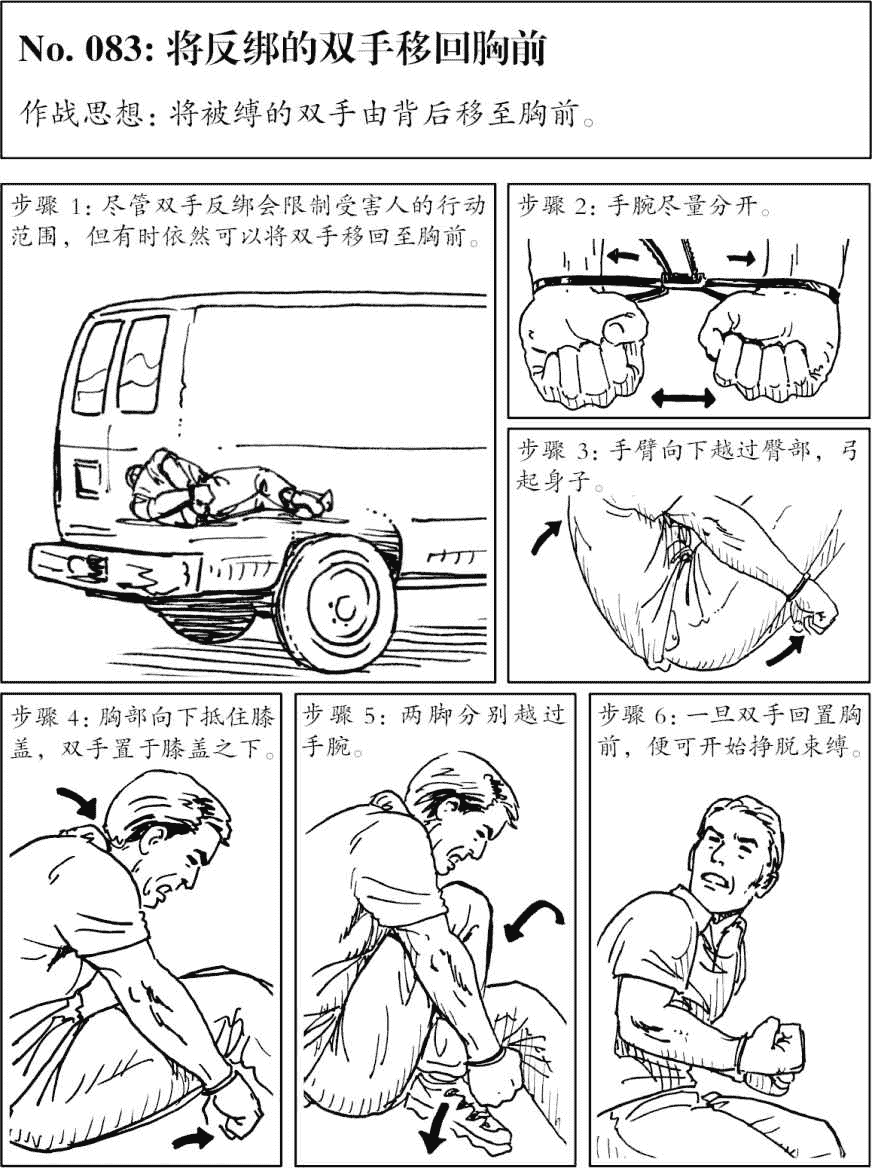 No. 083: 将反绑的双手移回胸前
作战思想：将被缚的双手由背后移至胸前。
步骤 1：尽管双手反绑会限制受害人的行动
范围，但有时依然可以将双手移回至胸前。
步骤 2：手腕尽量分开。
步骤 3：手臂向下越过臀部，弓
起身子。
步骤 4：胸部向下抵住膝
盖，双手置于膝盖之下。
步骤 5：两脚分别越过
手腕。
步骤 6：一旦双手回置胸
前，便可开始挣脱束缚。